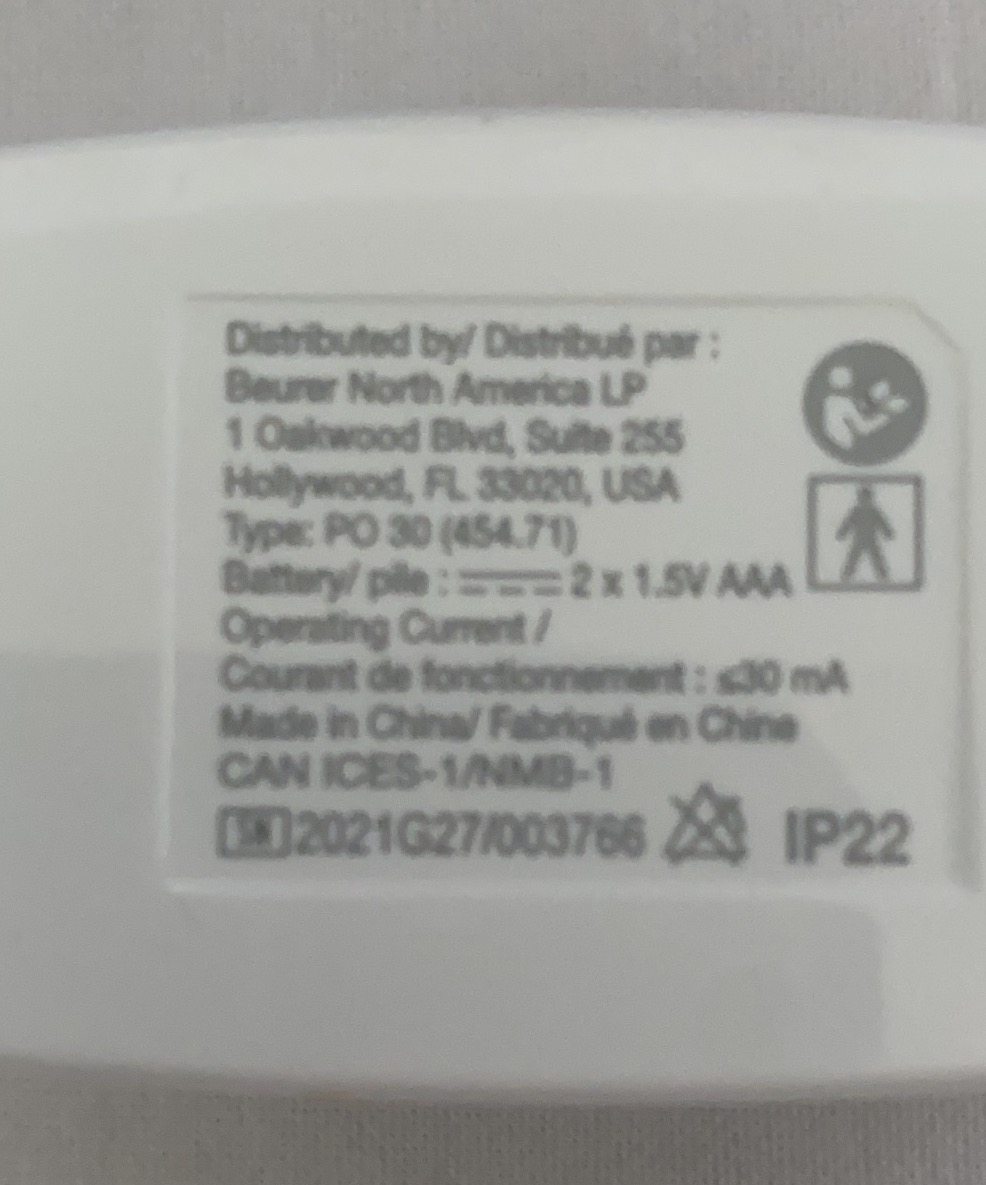 Distributed by/ Distribué par :
Beurer North America LP
1 Oakwood Blvd, Suite 255
Hollywood, FL 33020, USA
Type: PO 30 (454.71)
Battery/ pile : 2 x 1.5V AAA
Operating Current /
Courant de fonctionnement : ≤30 mA
Made in China/ Fabriqué en Chine
CAN ICES-1/NMB-1
SN 2021G27/003766 IP22